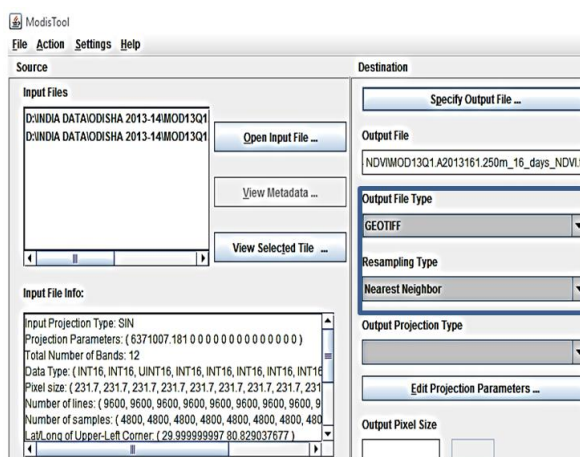 ModisTool
File Action Settings Help
Source
Input Files
D:\INDIA DATA\ODISHA 2013-14\MOD13Q1
D:\INDIA DATA\ODISHA 2013-14\MOD13Q1
Open Input File ...
View Metadata ...
View Selected Tile ...
Input File Info:
Input Projection Type: SIN
Projection Parameters: ( 6371007.181 0 0 0 0 0 0 0 0 0 0 0 0 0 0 )
Total Number of Bands: 12
Data Type: ( INT16, INT16, UINT16, INT16, INT16, INT16, INT16, INT16
Pixel size: ( 231.7, 231.7, 231.7, 231.7, 231.7, 231.7, 231.7, 231
Number of lines: ( 9600, 9600, 9600, 9600, 9600, 9600, 9600, 9
Number of samples: ( 4800, 4800, 4800, 4800, 4800, 4800, 480
Lat/Long of Upper-Left Corner: ( 29.999999997 80.829037677 )
Destination
Specify Output File ...
Output File
NDVI\MOD13Q1.A2013161.250m_16_days_NDVI.
Output File Type
GEOTIFF
Resampling Type
Nearest Neighbor
Output Projection Type
Edit Projection Parameters ...
Output Pixel Size